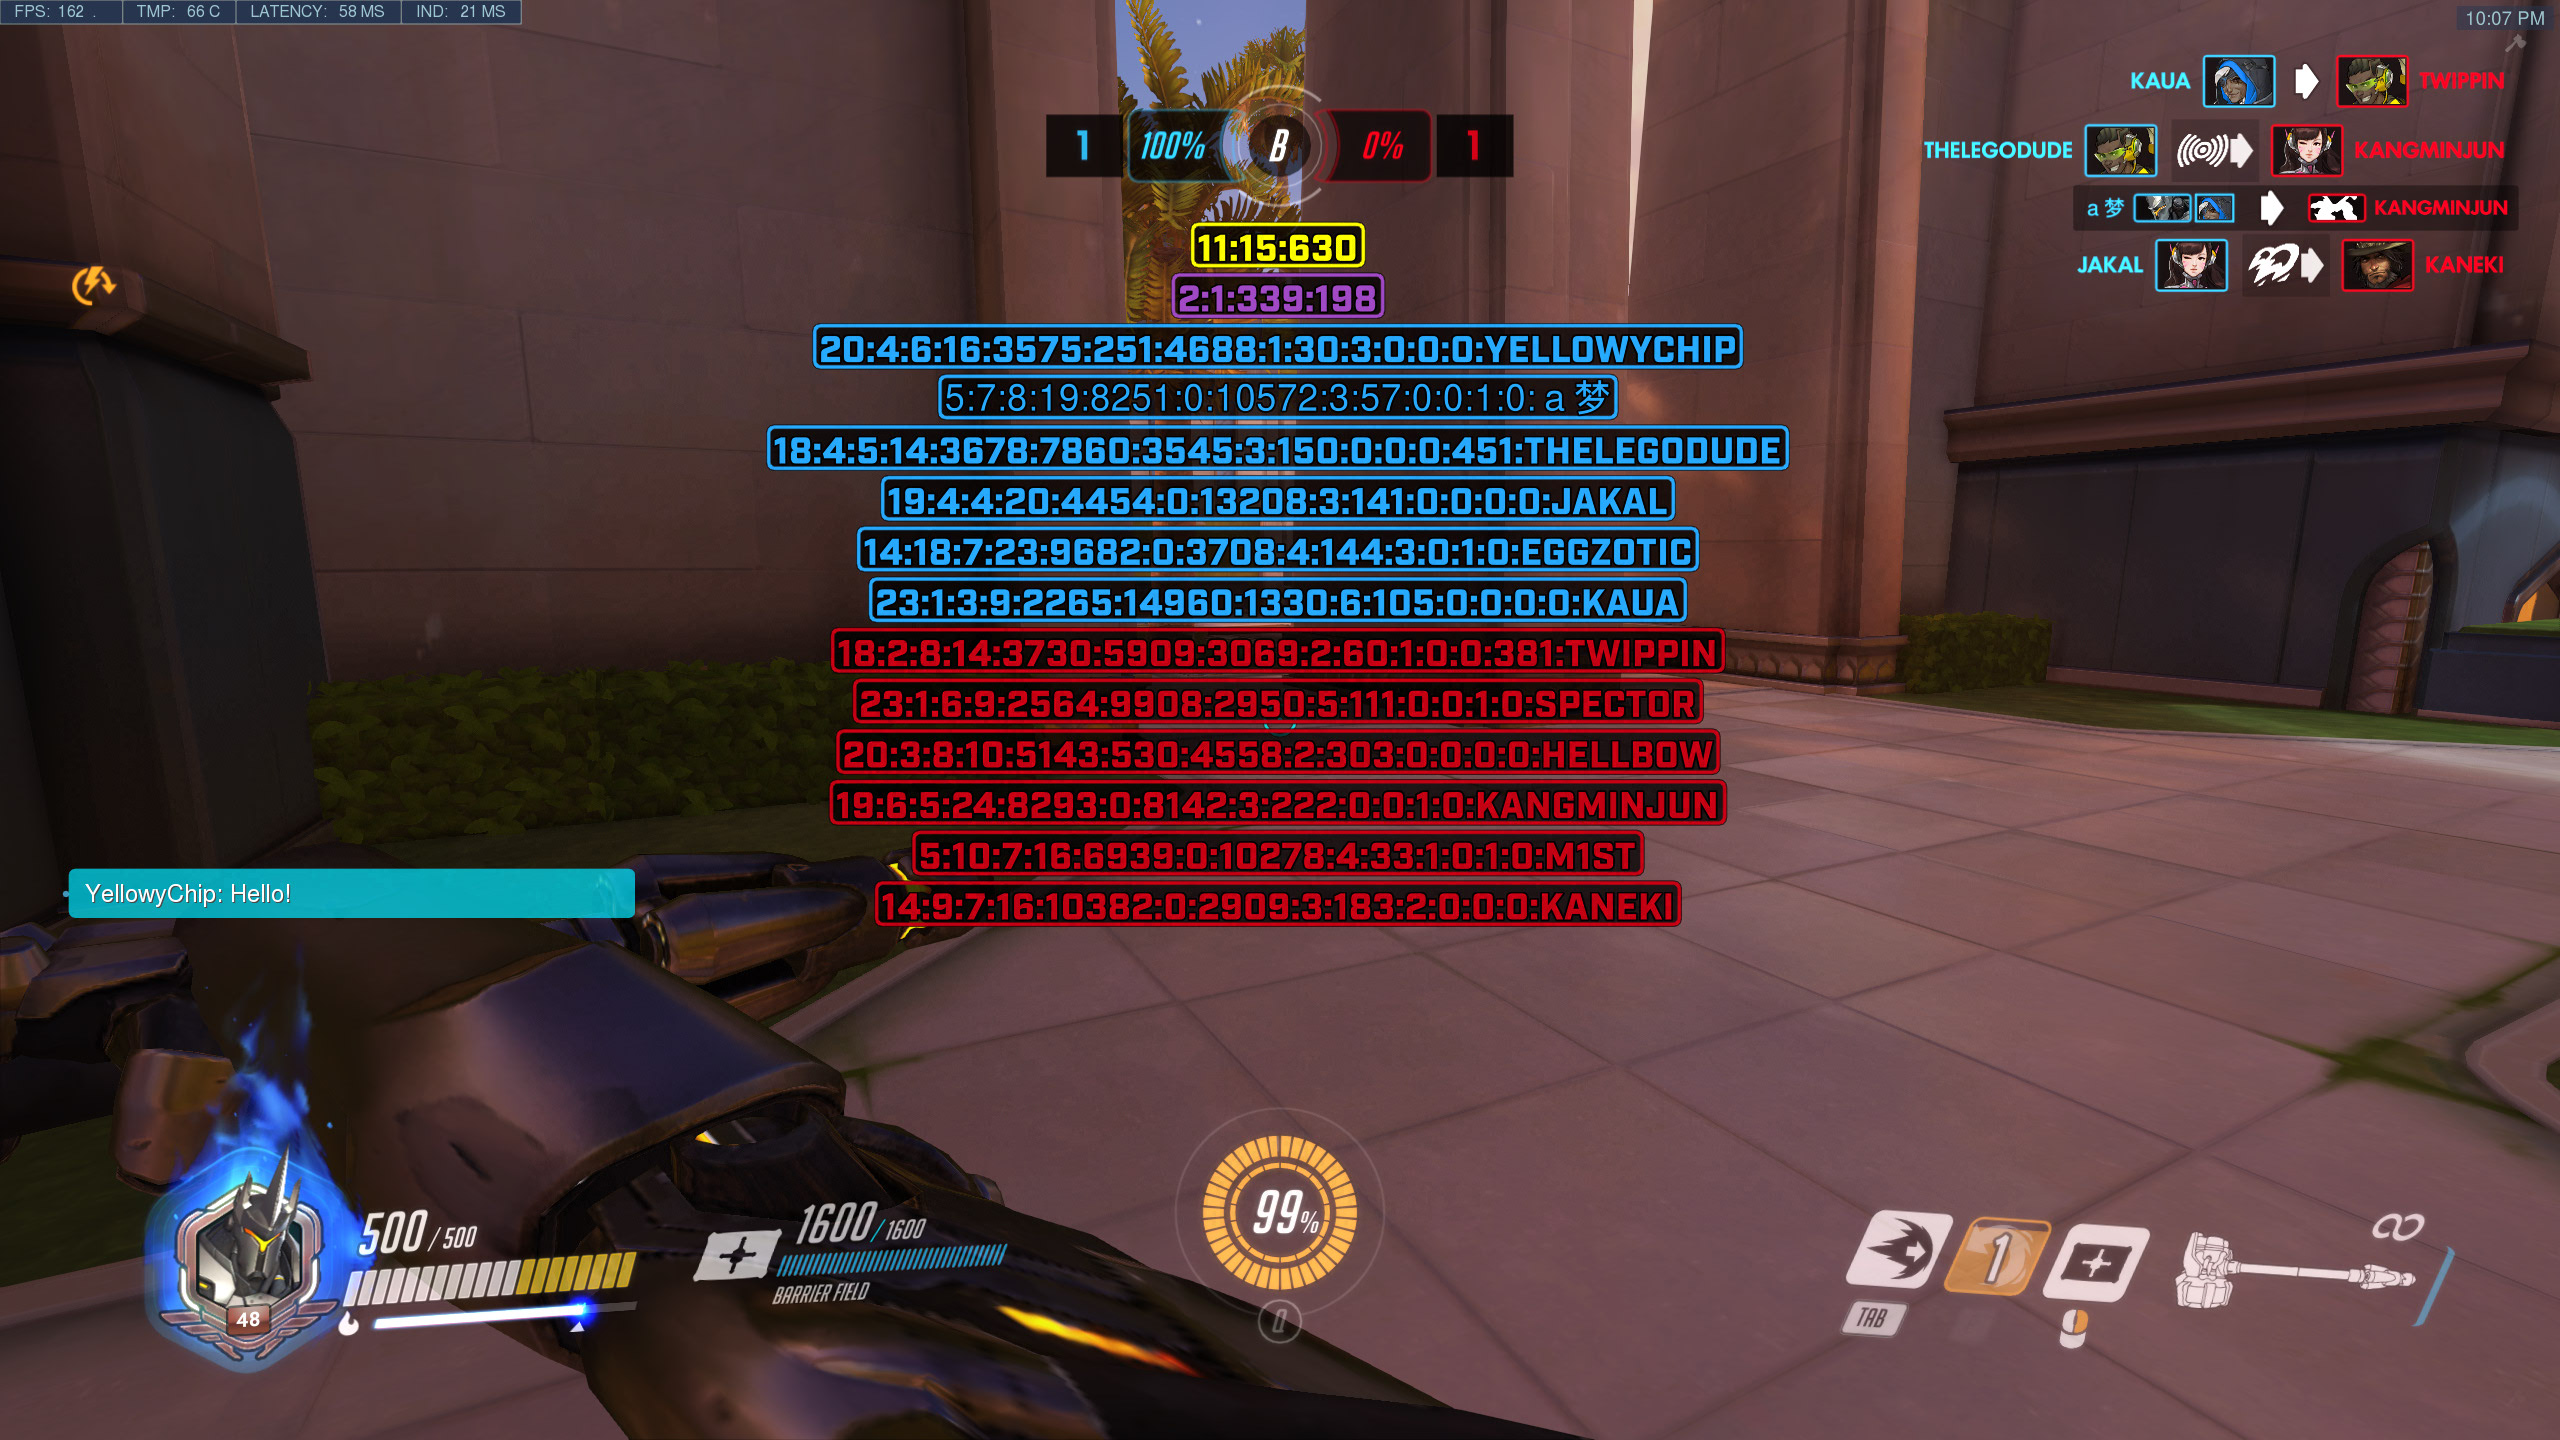 FPS: 162 . TMP: 66 C LATENCY: 58 MS IND: 21 MS
10:07 PM
KAUA TWIPPIN
THELEGODUDE KANGMINJUN
a 梦 KANGMINJUN
JAKAL KANEKI
1 100% B 0% 1
11:15:630
2:1:339:198
20:4:6:16:3575:251:4688:1:30:3:0:0:0:YELLOWYCHIP
5:7:8:19:8251:0:10572:3:57:0:0:1:0: a 梦
18:4:5:14:3678:7860:3545:3:150:0:0:0:451:THELEGODUDE
19:4:4:20:4454:0:13208:3:141:0:0:0:0:JAKAL
14:18:7:23:9682:0:3708:4:144:3:0:1:0:EGGZOTIC
23:1:3:9:2265:14960:1330:6:105:0:0:0:0:KAUA
18:2:8:14:3730:5909:3069:2:60:1:0:0:381:TWIPPIN
23:1:6:9:2564:9908:2950:5:111:0:0:1:0:SPECTOR
20:3:8:10:5143:530:4558:2:303:0:0:0:0:HELLBOW
19:6:5:24:8293:0:8142:3:222:0:0:1:0:KANGMINJUN
5:10:7:16:6939:0:10278:4:33:1:0:1:0:M1ST
14:9:7:16:10382:0:2909:3:183:2:0:0:0:KANEKI
YellowyChip: Hello!
48
500/500
1600/1600
BARRIER FIELD
99%
Q
1
TAB